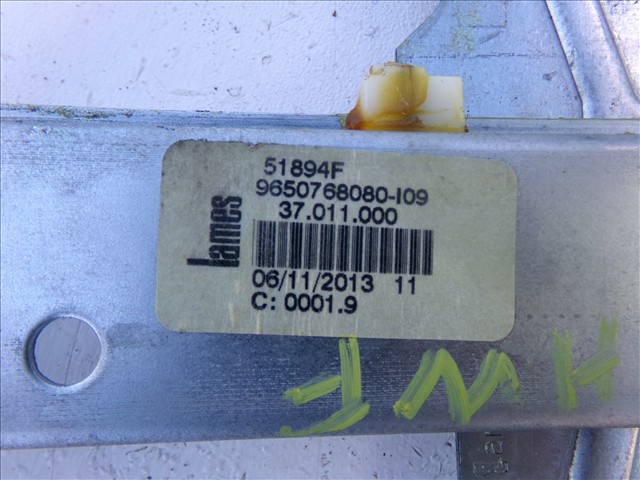 51894F
9650768080-I09
37.011.000
Lames
06/11/2013 11
C: 0001.9